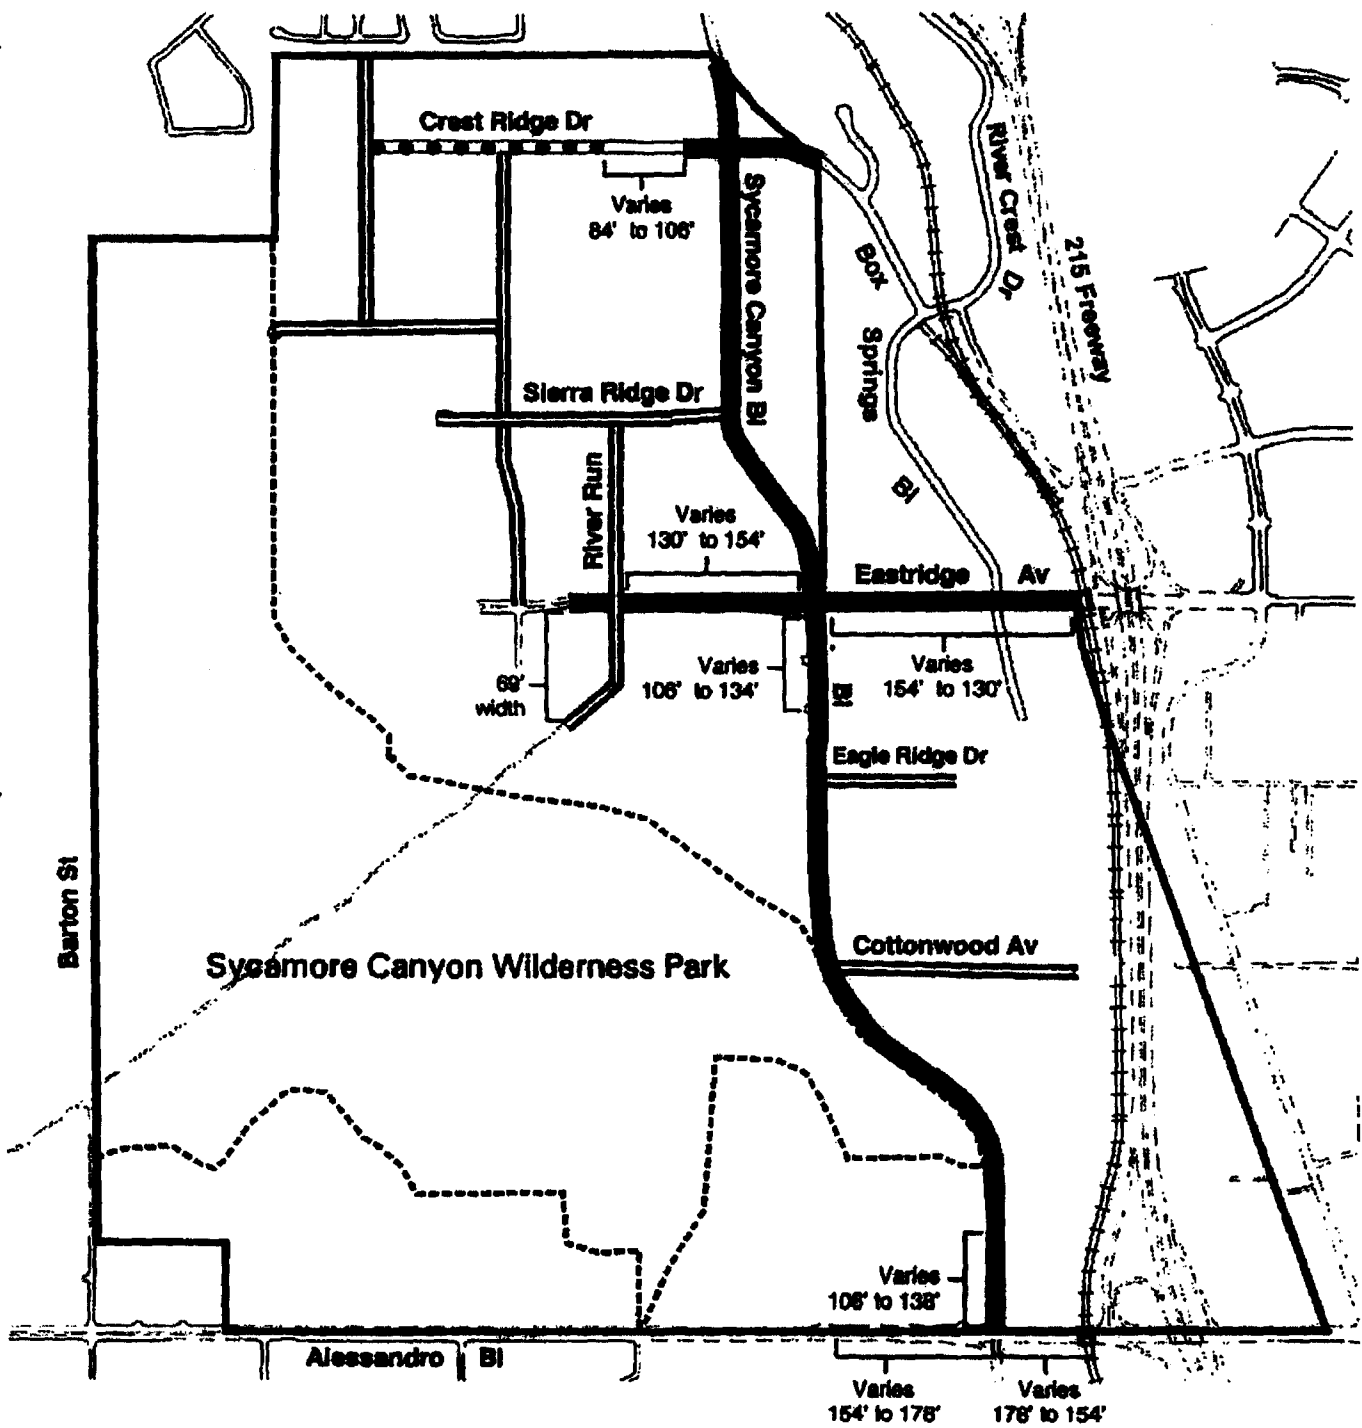 Crest Ridge Dr
Varies
84' to 106'
Sycamore Canyon Bl
River Crest Dr
215 Freeway
Box Springs Bl
Sierra Ridge Dr
River Run
Varies
130' to 154'
Eastridge Av
69'
width
Varies
106' to 134'
Bl
Varies
154' to 130'
Eagle Ridge Dr
Barton St
Cottonwood Av
Sycamore Canyon Wilderness Park
Varies
106' to 138'
Alessandro Bl
Varies
154' to 178'
Varies
178' to 154'